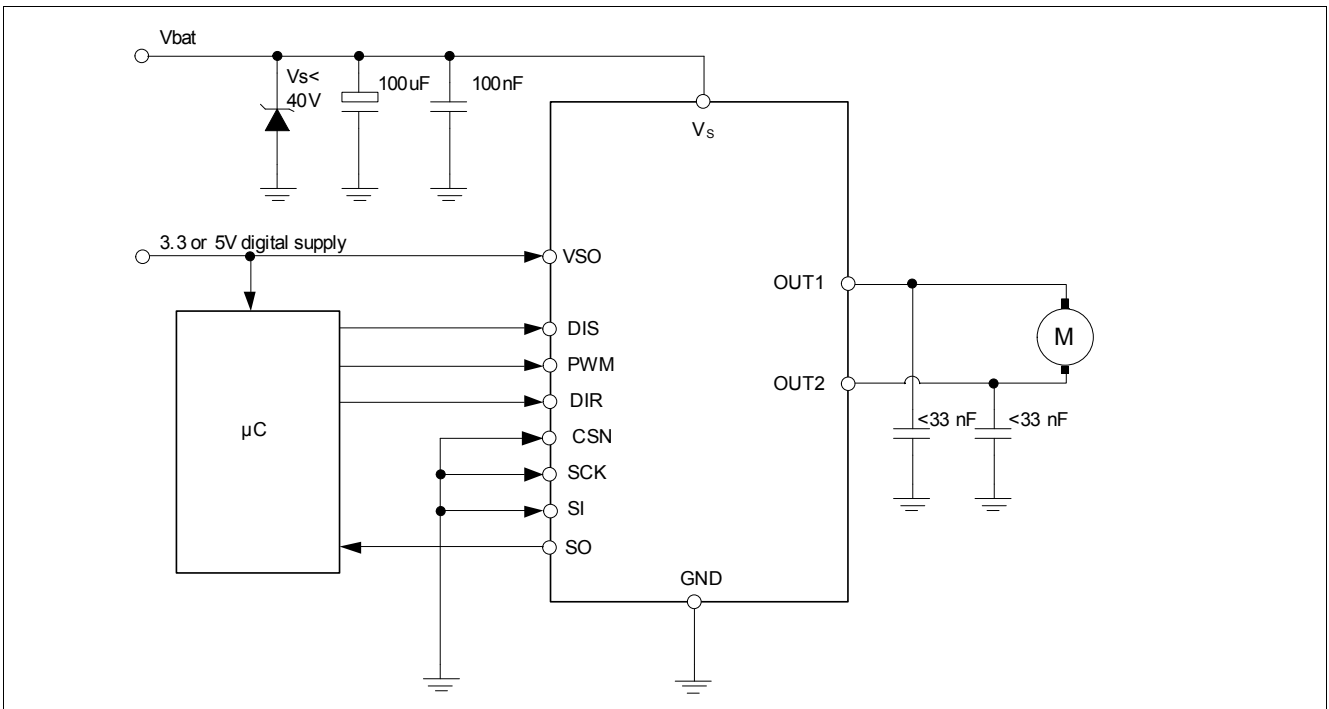 Vbat
Vs<
40V
100uF
100nF
Vs
3.3 or 5V digital supply
VSO
OUT1
DIS
M
PWM
OUT2
DIR
<33 nF
<33 nF
µC
CSN
SCK
SI
SO
GND